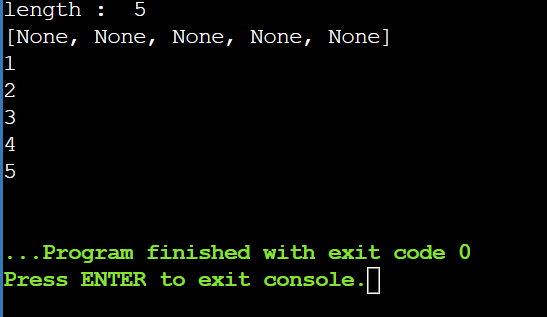 length :  5
[None, None, None, None, None]
1
2
3
4
5
...Program finished with exit code 0
Press ENTER to exit console.